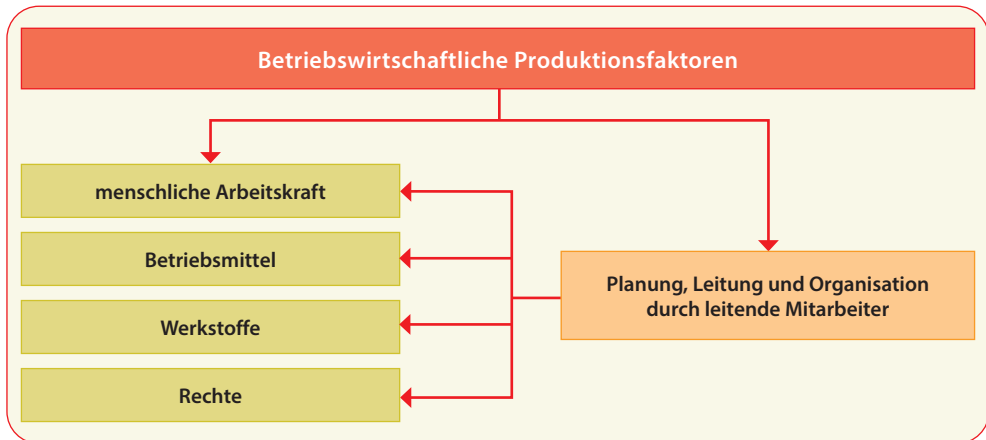 Betriebswirtschaftliche Produktionsfaktoren
menschliche Arbeitskraft
Betriebsmittel
Werkstoffe
Rechte
Planung, Leitung und Organisation
durch leitende Mitarbeiter